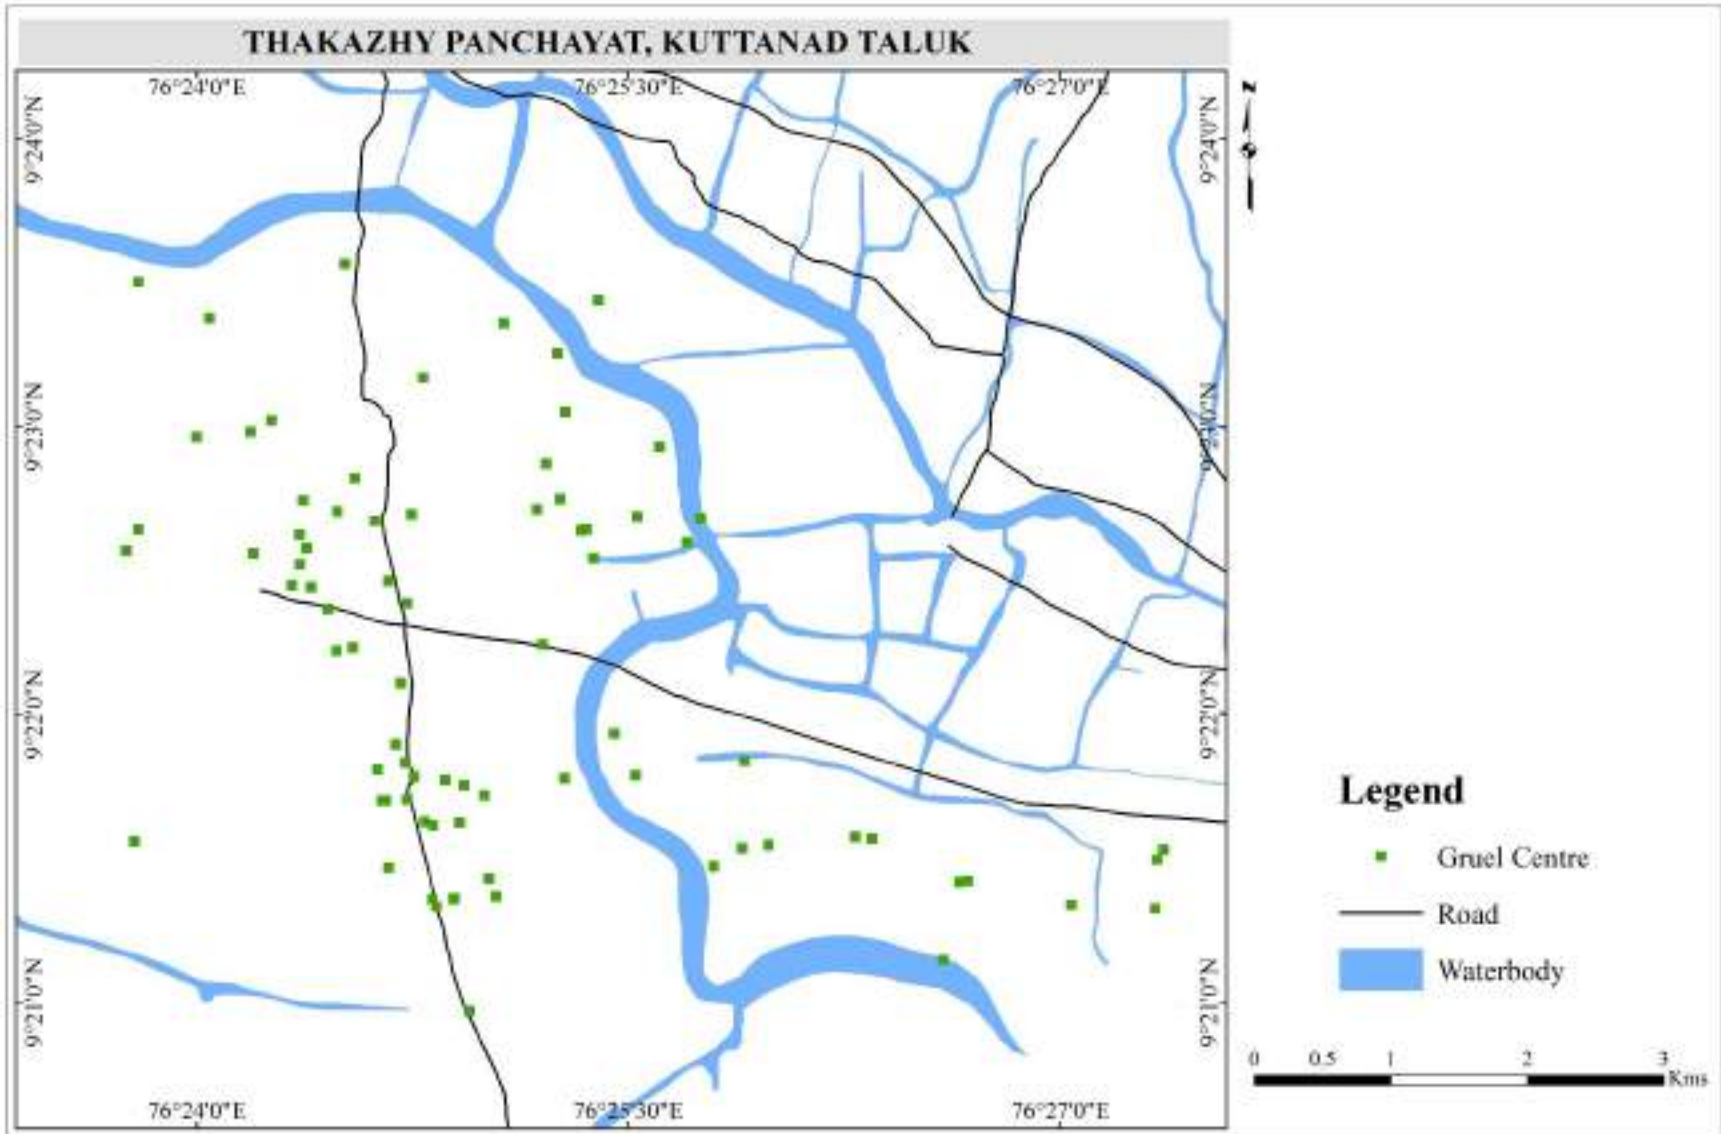 THAKAZHY PANCHAYAT, KUTTANAD TALUK
76°24'0"E 76°25'30"E 76°27'0"E
N
9°24'0"N 9°24'0"N
9°23'0"N 9°23'0"N
9°22'0"N 9°22'0"N
9°21'0"N 9°21'0"N
76°24'0"E 76°25'30"E 76°27'0"E
Legend
Gruel Centre
Road
Waterbody
0 0.5 1 2 3
Kms